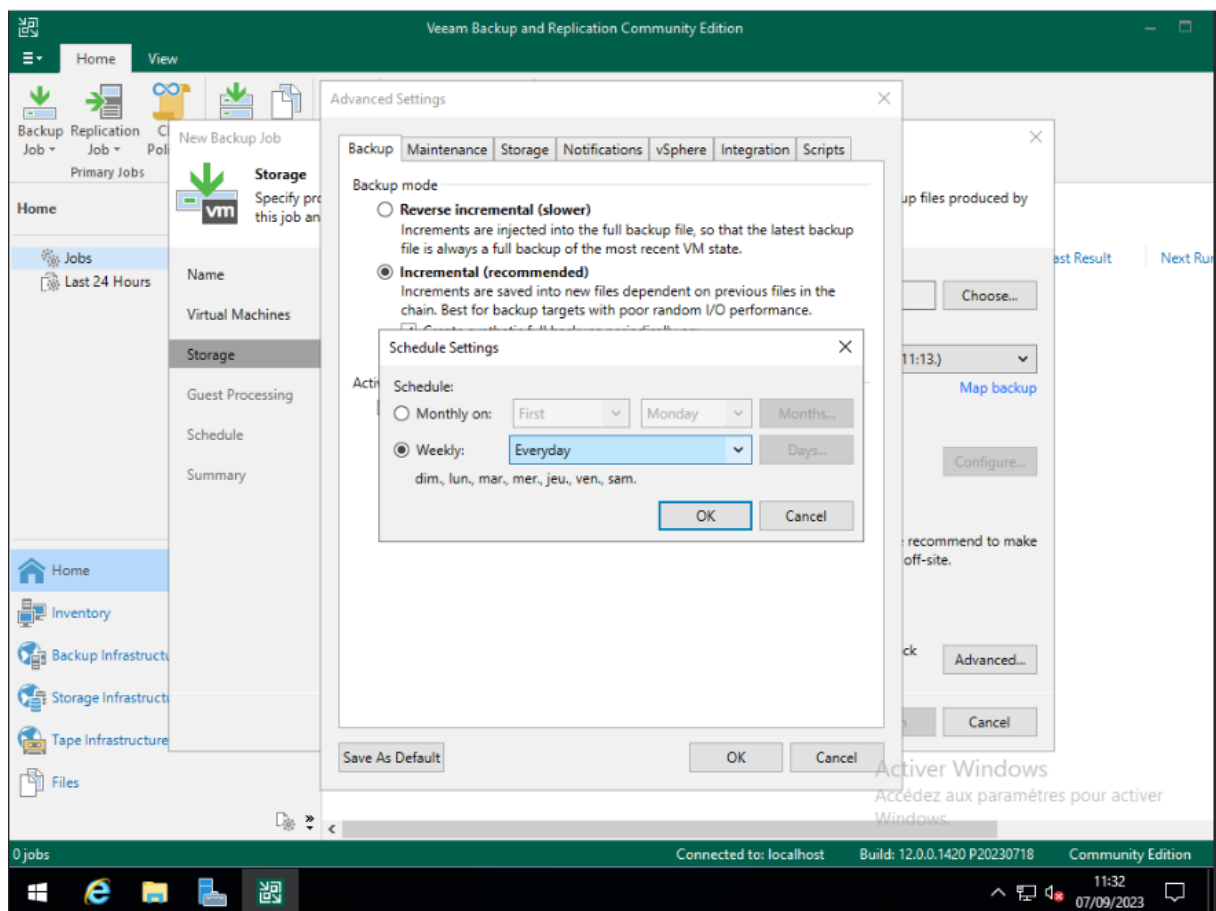 Veeam Backup and Replication Community Edition
Home View
Backup Job
Replication Job
Primary Jobs
Home
Jobs
Last 24 Hours
Home
Inventory
Backup
Storage
Tape Infrastructure
Files
New Backup Job
Storage
Specify
this job
up files produced by
Name
Virtual Machines
Storage
Guest Processing
Schedule
Summary
Choose...
11:13.)
Map backup
Configure...
recommend to make
off-site.
Advanced...
Cancel
Result Next
Advanced Settings
Backup Maintenance Storage Notifications vSphere Integration Scripts
Backup mode
Reverse incremental (slower)
Increments are injected into the full backup file, so that the latest backup
file is always a full backup of the most recent VM state.
Incremental (recommended)
Increments are saved into new files dependent on previous files in the
chain. Best for backup targets with poor random I/O performance.
Schedule Settings
Schedule:
Monthly on: First Monday Months...
Weekly: Everyday Days...
dim., lun., mar., mer., jeu., ven., sam.
OK Cancel
Save As Default OK Cancel
Activer Windows
Accédez aux paramètres pour activer
Windows.
0 jobs Connected to: localhost Build: 12.0.0.1420 P20230718 Community Edition
11:32
07/09/2023